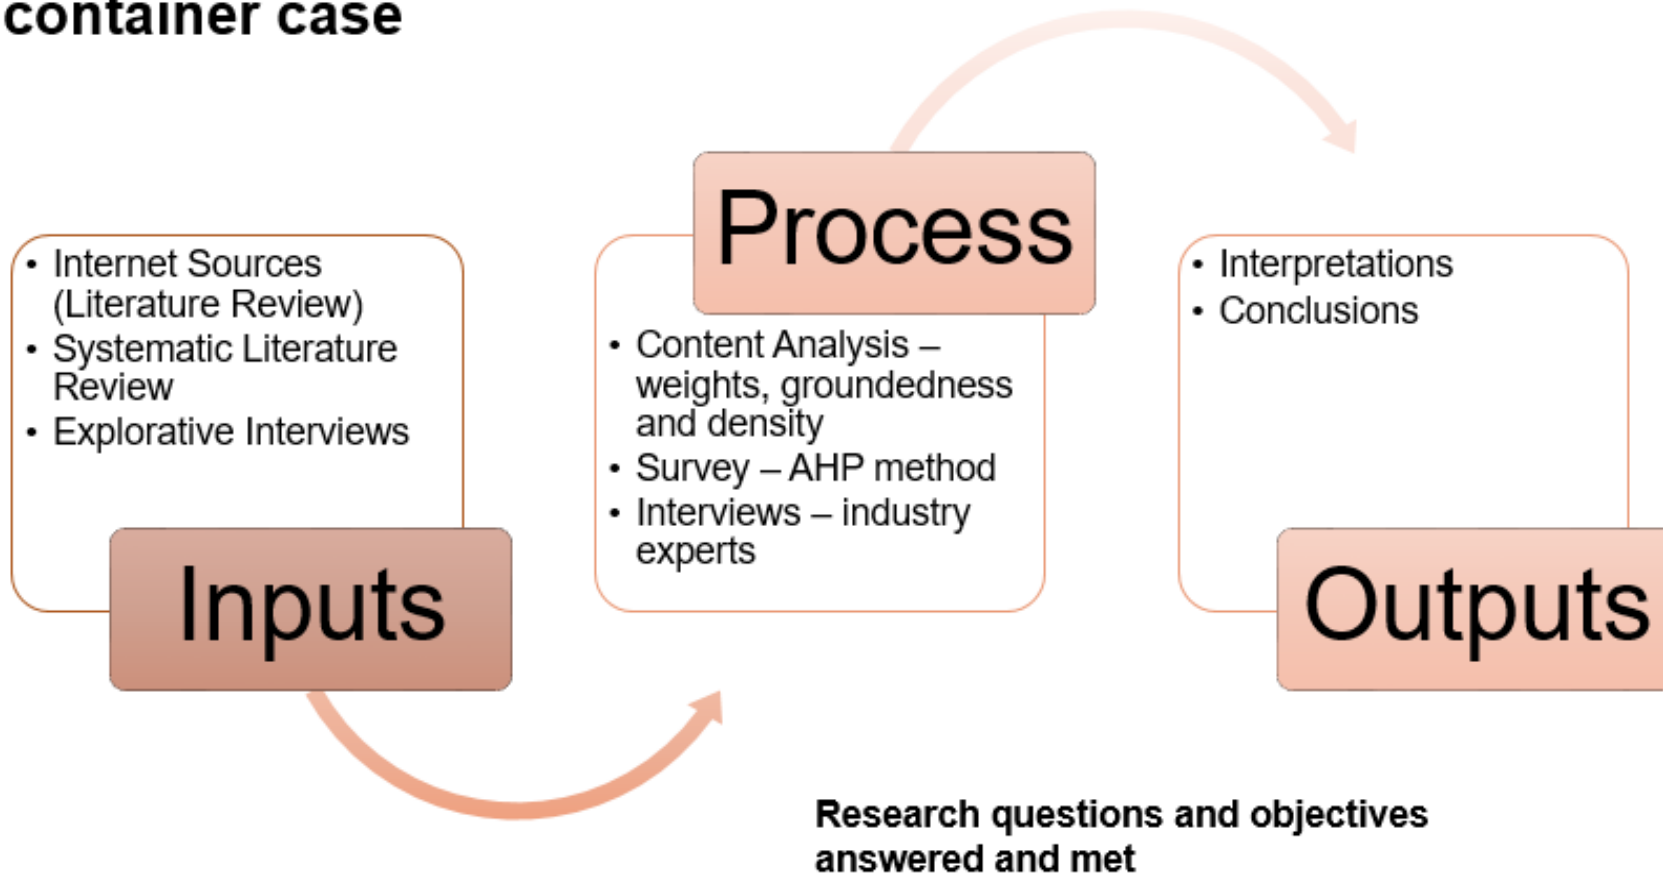 container case
• Internet Sources
(Literature Review)
• Systematic Literature
Review
• Explorative Interviews
Inputs
Process
• Content Analysis –
weights, groundedness
and density
• Survey – AHP method
• Interviews – industry
experts
• Interpretations
• Conclusions
Outputs
Research questions and objectives
answered and met